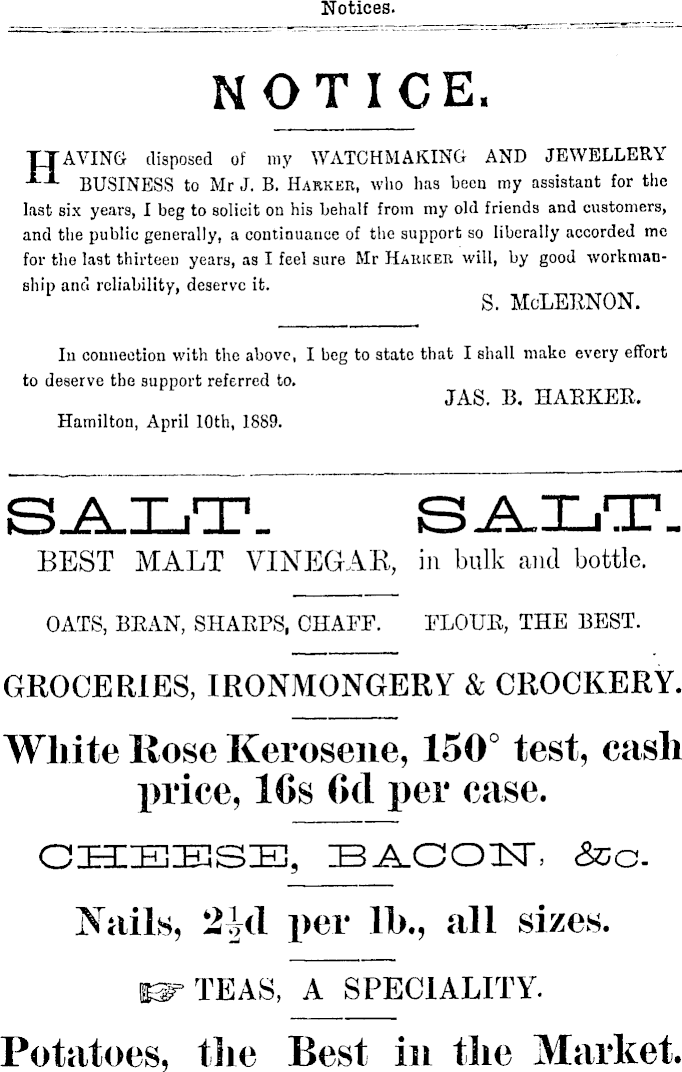 Notices.
NOTICE.
HAVING disposed of my WATCHMAKING AND JEWELLERY
BUSINESS to Mr J. B. HARKER, who has been my assistant for the
last six years, I beg to solicit on his behalf from my old friends and customers,
and the public generally, a continuance of the support so liberally accorded me
for the last thirteen years, as I feel sure Mr HARKER will, by good workman-
ship and reliability, deserve it.
S. McLERNON.
In connection with the above, I beg to state that I shall make every effort
to deserve the support referred to.
JAS. B. HARKER.
Hamilton, April 10th, 1889.
SALT. SALT.
BEST MALT VINEGAR, in bulk and bottle.
OATS, BRAN, SHARPS, CHAFF. FLOUR, THE BEST.
GROCERIES, IRONMONGERY & CROCKERY.
White Rose Kerosene, 150° test, cash
price, 16s 6d per case.
CHEESE, BACON, &c.
Nails, 2½d per lb., all sizes.
☞ TEAS, A SPECIALITY.
Potatoes, the Best in the Market.